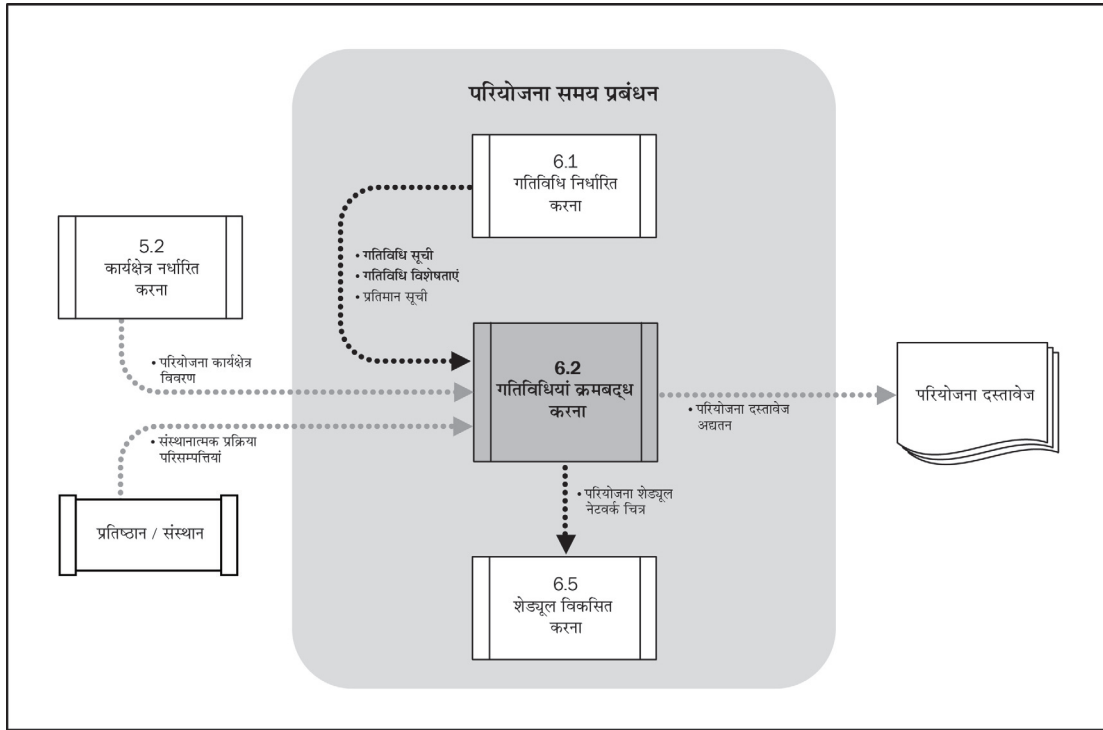 परियोजना समय प्रबंधन
6.1
गतिविधि निर्धारित
करना
5.2
कार्यक्षेत्र नर्धारित
करना
• गतिविधि सूची
• गतिविधि विशेषताएं
• प्रतिमान सूची
• परियोजना कार्यक्षेत्र
विवरण
6.2
गतिविधियां क्रमबद्ध
करना
• परियोजना दस्तावेज
अद्यतन
परियोजना दस्तावेज
• संस्थानात्मक प्रक्रिया
परिसम्पत्तियां
प्रतिष्ठान / संस्थान
• परियोजना शेड्यूल
नेटवर्क चित्र
6.5
शेड्यूल विकसित
करना